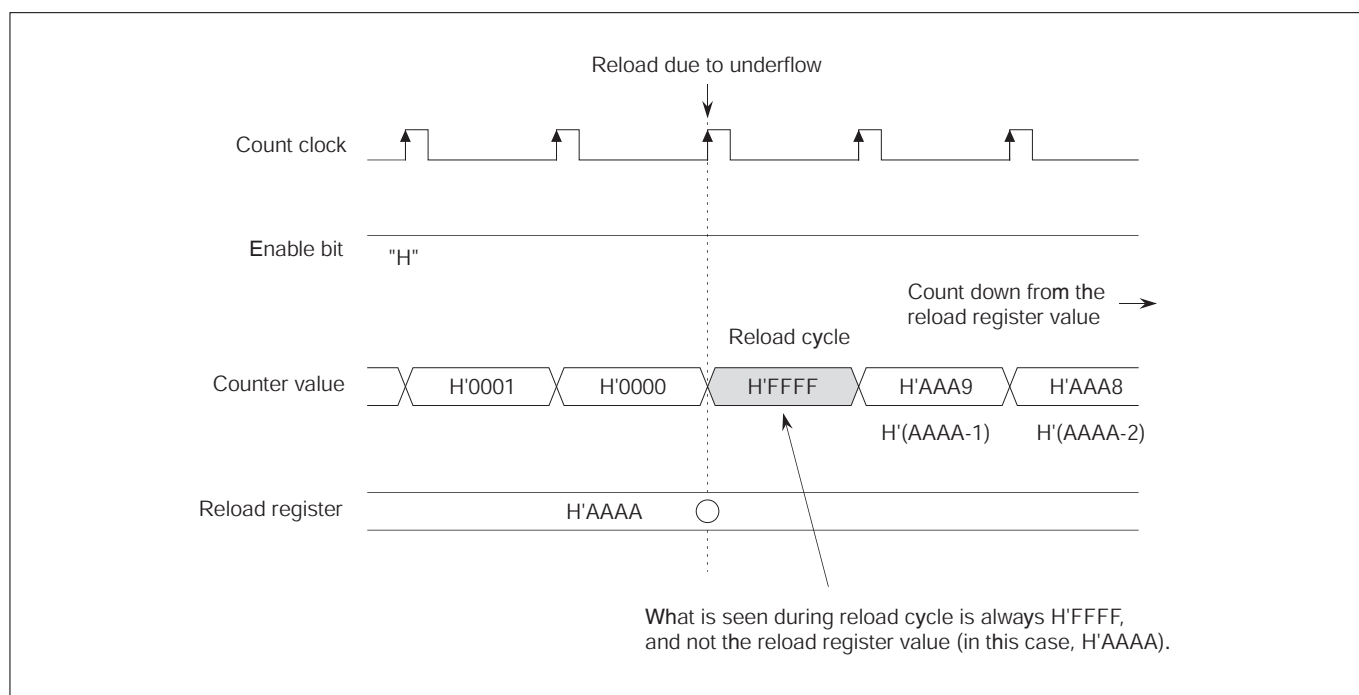 Reload due to underflow
Count clock
Enable bit
"H"
Count down from the
reload register value
Reload cycle
Counter value
H'0001
H'0000
H'FFFF
H'AAA9
H'AAA8
H'(AAAA-1)
H'(AAAA-2)
Reload register
H'AAAA
What is seen during reload cycle is always H'FFFF,
and not the reload register value (in this case, H'AAAA).